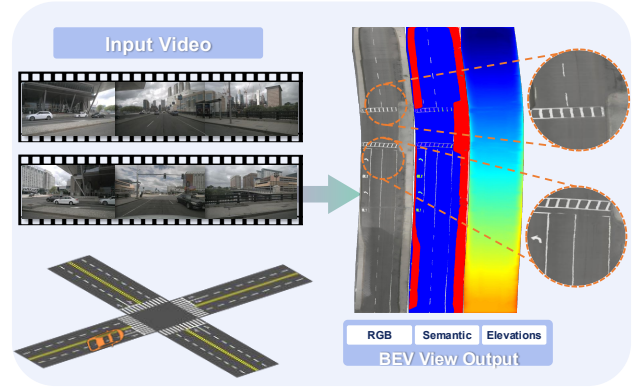 Input Video
RGB
Semantic
Elevations
BEV View Output